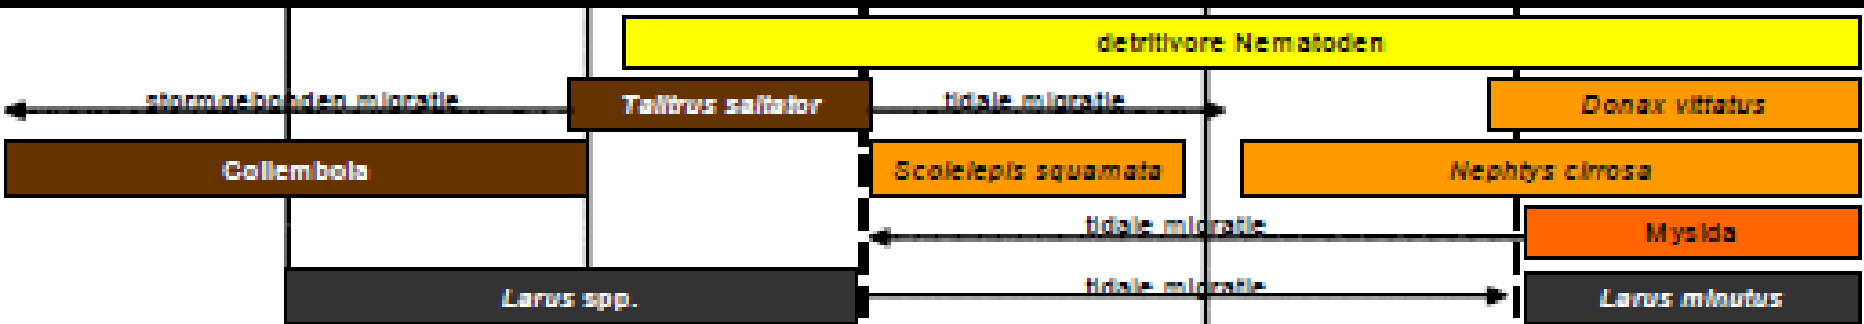 detritivore Nematoden
stormgebonden migratie
Talitrus saltator
tidale migratie
Donax vittatus
Collembola
Scolelepis squamata
Nephtys cirrosa
tidale migratie
Mysida
Larus spp.
tidale migratie
Larus minutus